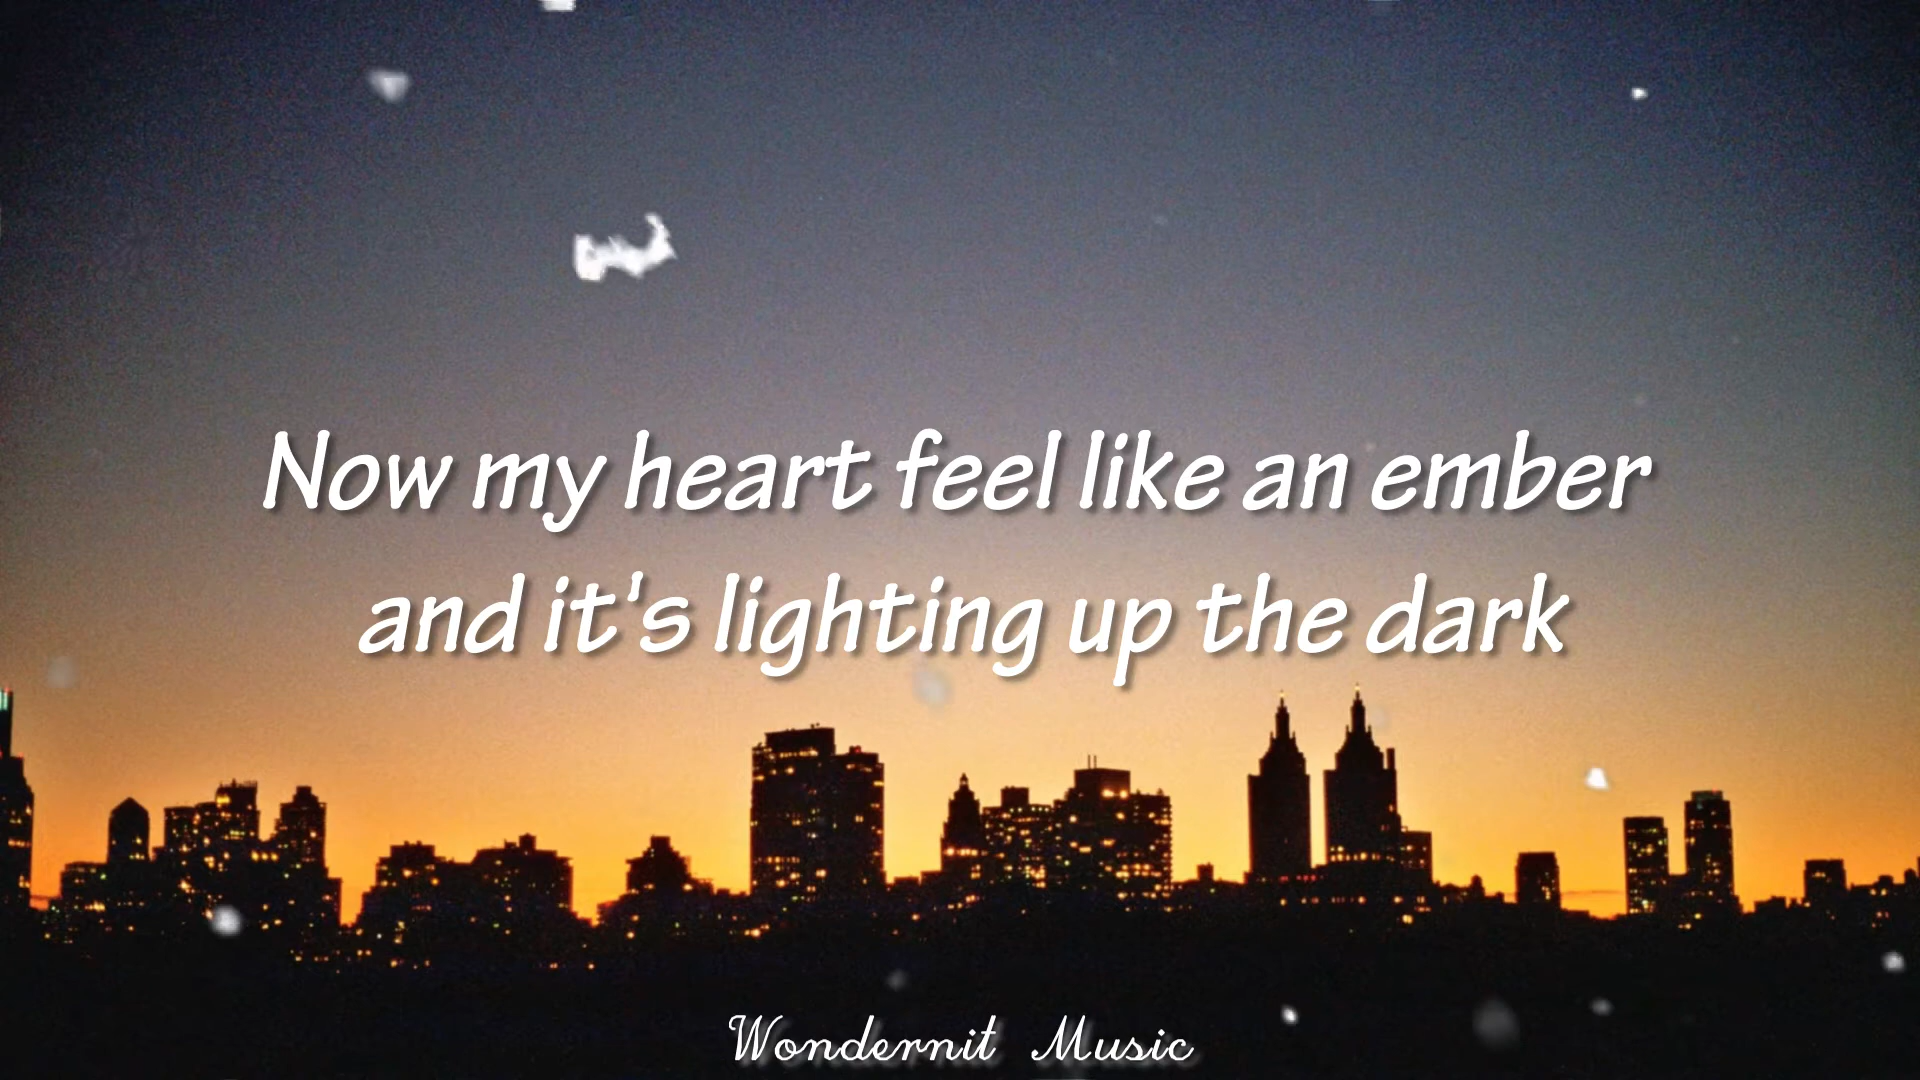 Now my heart feel like an ember
and it's lighting up the dark
Wondernit Music